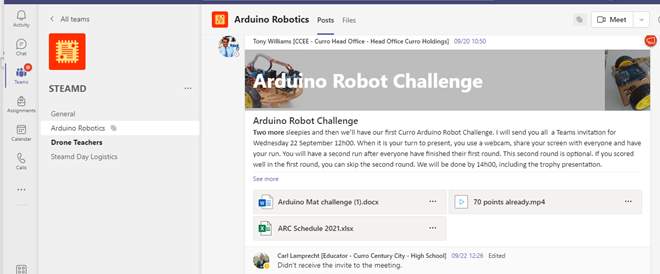 All teams
Arduino Robotics Posts Files
Meet
Activity
Chat
Teams
Assignments
Calendar
Calls
STEAMD
General
Arduino Robotics
Drone Teachers
Steamd Day Logistics
Tony Williams [CCEE - Curro Head Office - Head Office Curro Holdings] 09/20 10:50
Arduino Robot Challenge
Arduino Robot Challenge
Two more sleepies and then we'll have our first Curro Arduino Robot Challenge. I will send you all a Teams invitation for
Wednesday 22 September 12h00. When it is your turn to present, you use a webcam, share your screen with everyone and have
your run. You will have a second run after everyone have finished their first round. This second round is optional. If you scored
well in the first round, you can skip the second round. We will be done by 14h00, including the trophy presentation.
See more
Arduino Mat challenge (1).docx
70 points already.mp4
ARC Schedule 2021.xlsx
Carl Lamprecht [Educator - Curro Century City - High School] 09/22 12:26 Edited
Didn't receive the invite to the meeting.